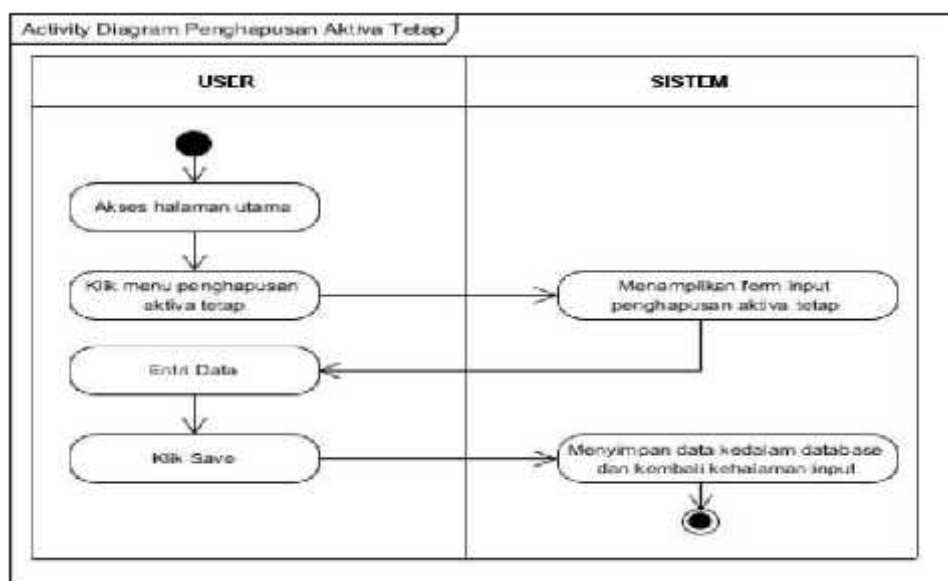 Activity Diagram Penghapusan Aktiva Tetap
USER
SISTEM
Akses halaman utama
Klik menu penghapusan
aktiva tetap
Menampilkan form input
penghapusan aktiva tetap
Entri Data
Klik Save
Menyimpan data kedalam database
dan kembali kehalaman input